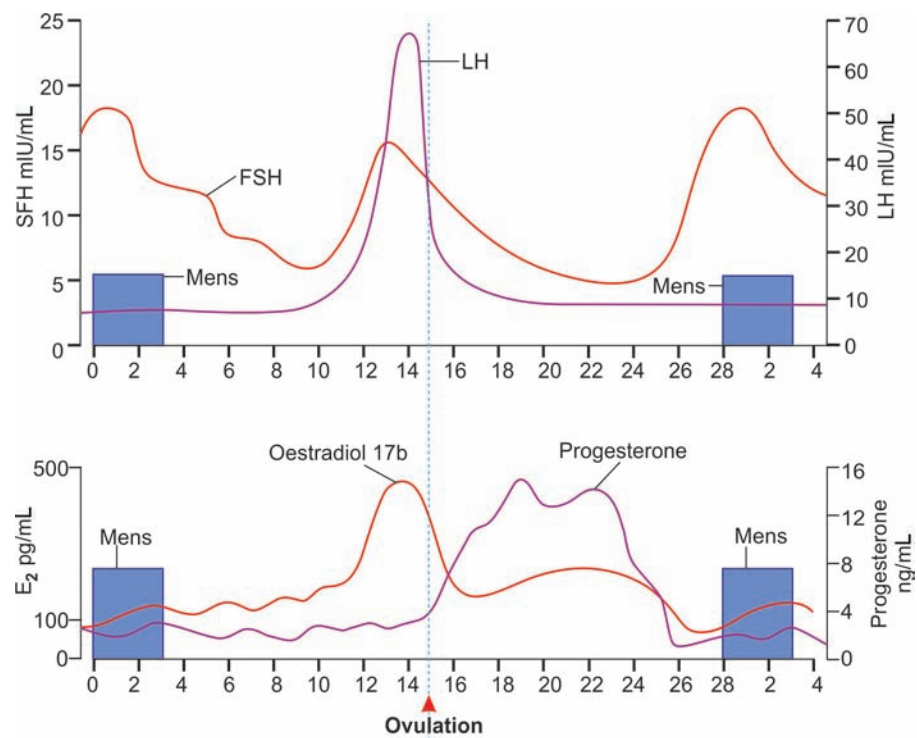 25
20
15
10
5
0
SFH mIU/mL
70
60
50
40
30
20
10
0
LH mIU/mL
LH
FSH
Mens
Mens
0 2 4 6 8 10 12 14 16 18 20 22 24 26 28 2 4
500
100
0
E2 pg/mL
16
12
8
4
0
Progesterone
ng/mL
Oestradiol 17b
Progesterone
Mens
Mens
0 2 4 6 8 10 12 14 16 18 20 22 24 26 28 2 4
Ovulation